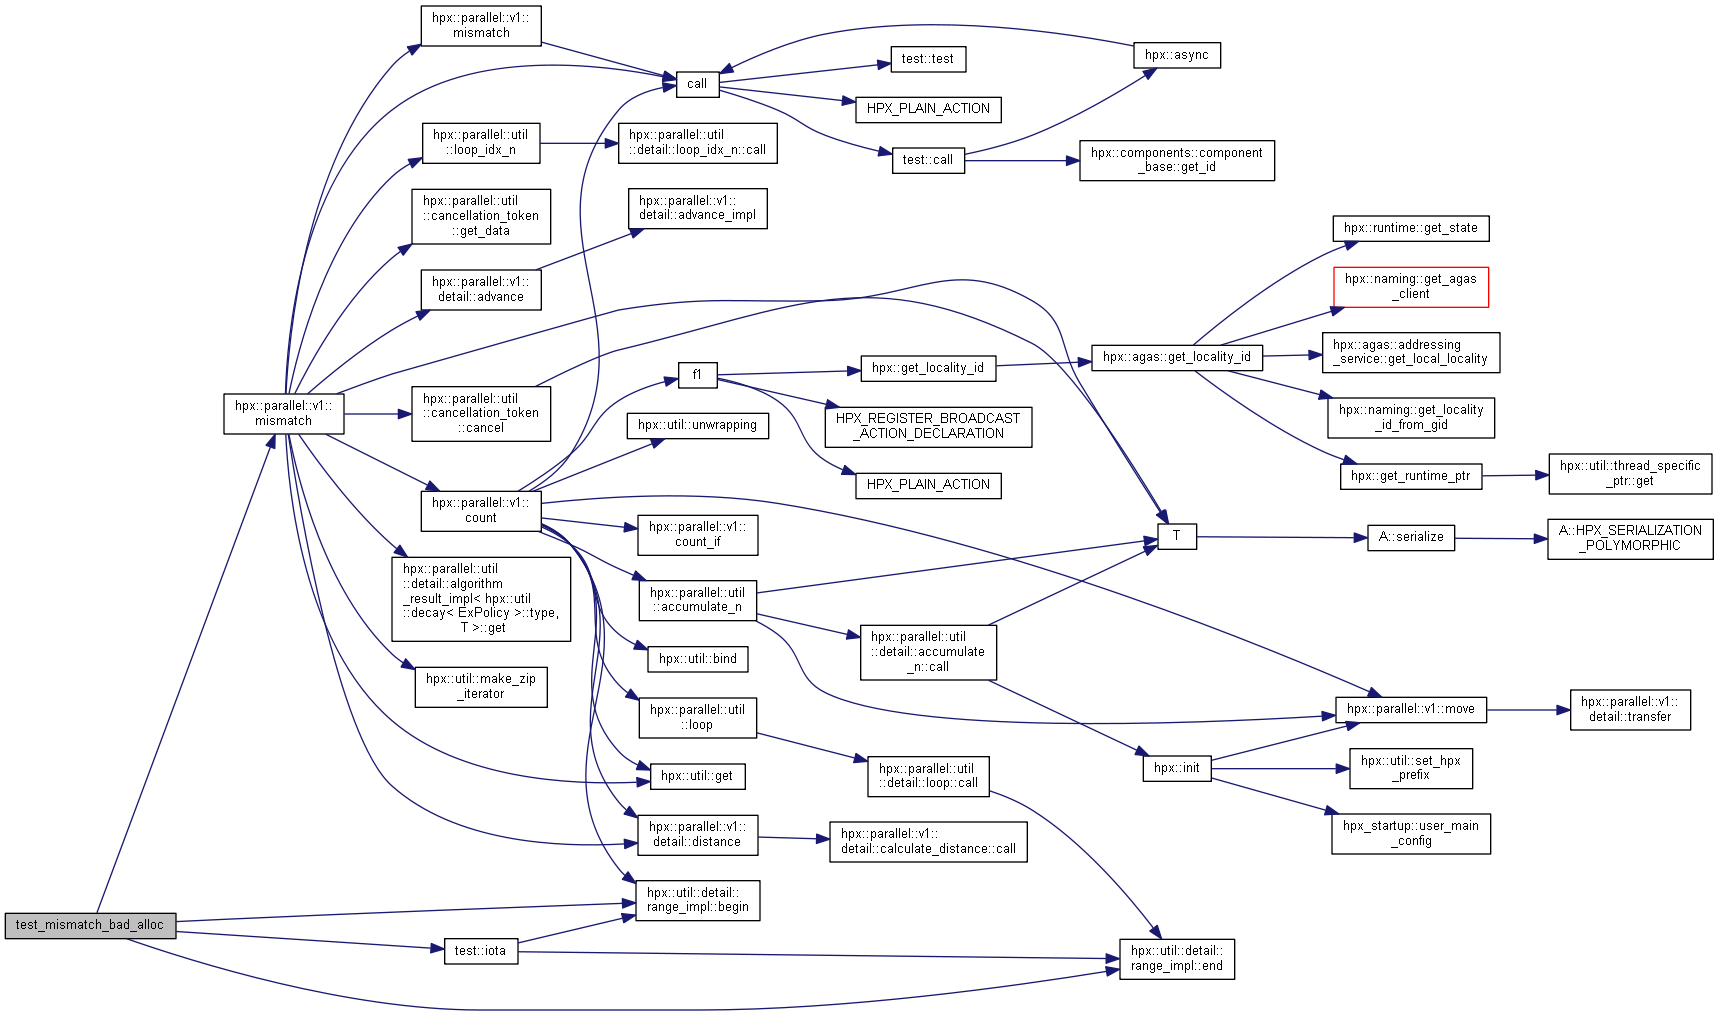 hpx::parallel::v1::
mismatch
call
test::test
hpx::async
HPX_PLAIN_ACTION
hpx::parallel::util
::loop_idx_n
hpx::parallel::util
::detail::loop_idx_n::call
test::call
hpx::components::component
_base::get_id
hpx::parallel::util
::cancellation_token
::get_data
hpx::parallel::v1::
detail::advance_impl
hpx::runtime::get_state
hpx::parallel::v1::
detail::advance
hpx::naming::get_agas
_client
hpx::agas::addressing
_service::get_local_locality
hpx::agas::get_locality_id
hpx::get_locality_id
f1
hpx::parallel::v1::
mismatch
hpx::parallel::util
::cancellation_token
::cancel
hpx::util::unwrapping
HPX_REGISTER_BROADCAST
_ACTION_DECLARATION
hpx::naming::get_locality
_id_from_gid
hpx::get_runtime_ptr
hpx::util::thread_specific
_ptr::get
HPX_PLAIN_ACTION
hpx::parallel::v1::
count
hpx::parallel::v1::
count_if
T
A::serialize
A::HPX_SERIALIZATION
_POLYMORPHIC
hpx::parallel::util
::detail::algorithm
_result_impl< hpx::util
::decay< ExPolicy >::type,
T >::get
hpx::parallel::util
::accumulate_n
hpx::parallel::util
::detail::accumulate
_n::call
hpx::util::bind
hpx::util::make_zip
_iterator
hpx::parallel::util
::loop
hpx::parallel::v1::move
hpx::parallel::v1::
detail::transfer
hpx::util::get
hpx::parallel::util
::detail::loop::call
hpx::init
hpx::util::set_hpx
_prefix
hpx::parallel::v1::
detail::distance
hpx::parallel::v1::
detail::calculate_distance::call
hpx_startup::user_main
_config
hpx::util::detail::
range_impl::begin
test_mismatch_bad_alloc
test::iota
hpx::util::detail::
range_impl::end